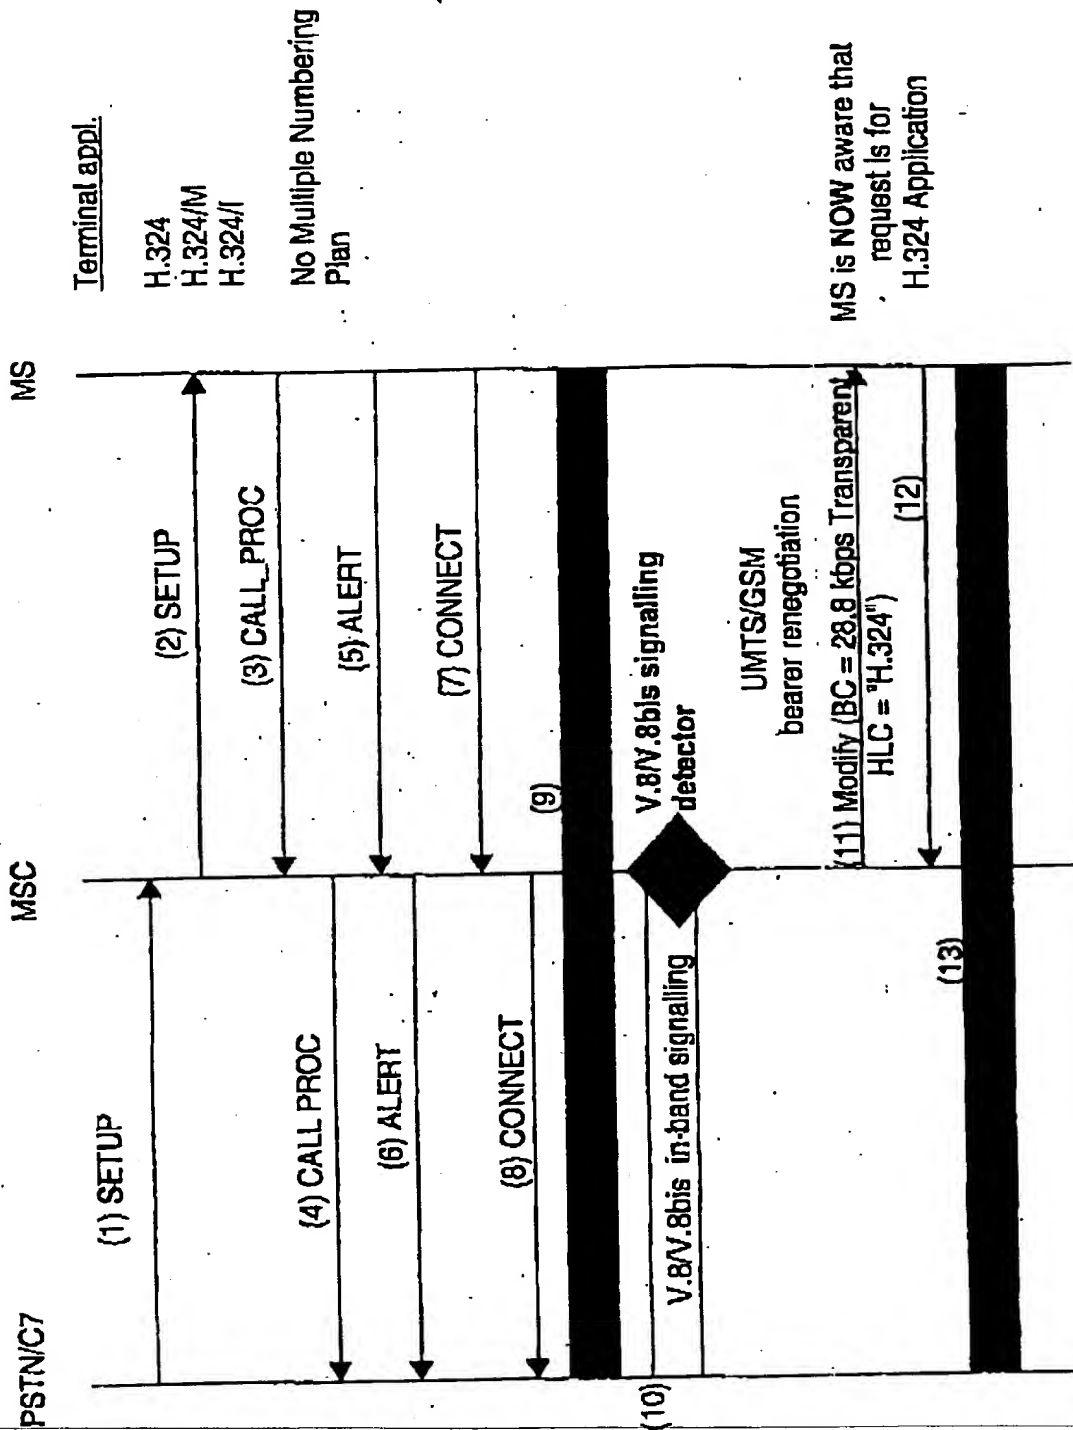 PSTN/C7
MSC
MS
Terminal appl.
H.324
H.324/M
H.324/I
No Multiple Numbering
Plan
(1) SETUP
(2) SETUP
(3) CALL_PROC
(4) CALL PROC
(5) ALERT
(6) ALERT
(7) CONNECT
(8) CONNECT
(9)
(10)
V.8/V.8bis in-band signalling
V.8/V.8bis signalling
detector
UMTS/GSM
bearer renegotiation
(11) Modify (BC = 28.8 kbps Transparent
HLC = "H.324")
MS is NOW aware that
request is for
H.324 Application
(12)
(13)